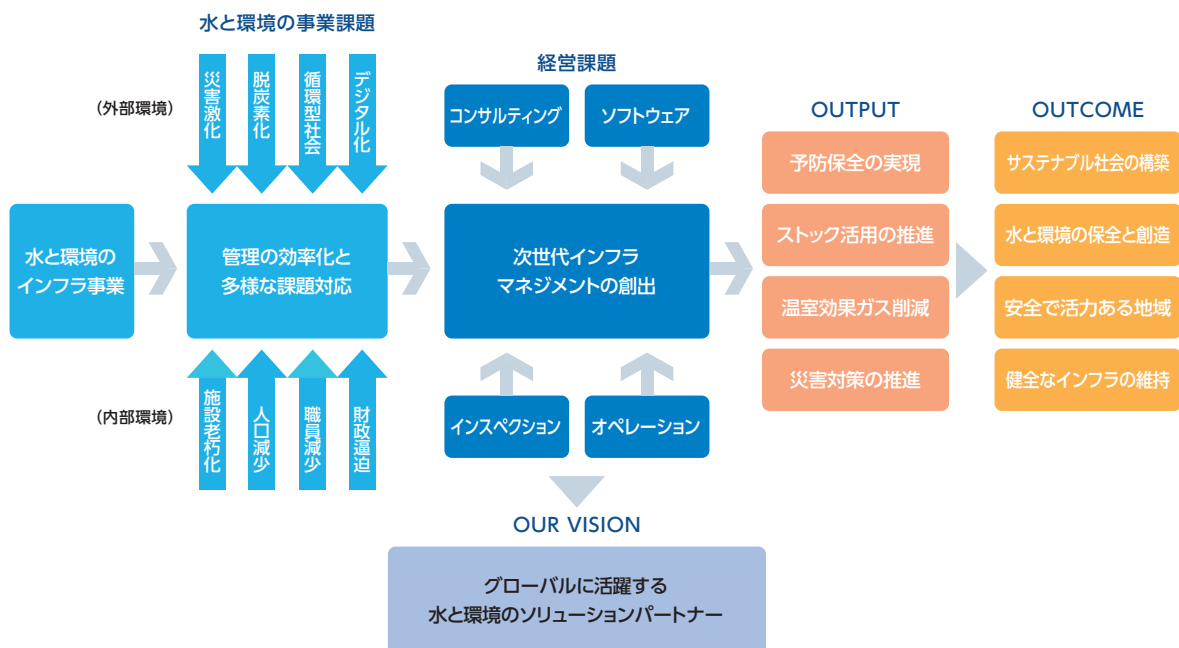 水と環境の事業課題
(外部環境)
災害激化
脱炭素化
循環型社会
デジタル化
水と環境の
インフラ事業
管理の効率化と
多様な課題対応
(内部環境)
施設老朽化
人口減少
職員減少
財政逼迫
経営課題
コンサルティング
ソフトウェア
次世代インフラ
マネジメントの創出
インスペクション
オペレーション
OUTPUT
予防保全の実現
ストック活用の推進
温室効果ガス削減
災害対策の推進
OUTCOME
サステナブル社会の構築
水と環境の保全と創造
安全で活力ある地域
健全なインフラの維持
OUR VISION
グローバルに活躍する
水と環境のソリューションパートナー